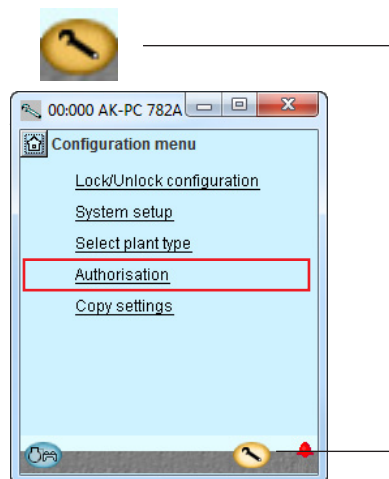 00:000 AK-PC 782A
Configuration menu
Lock/Unlock configuration
System setup
Select plant type
Authorisation
Copy settings